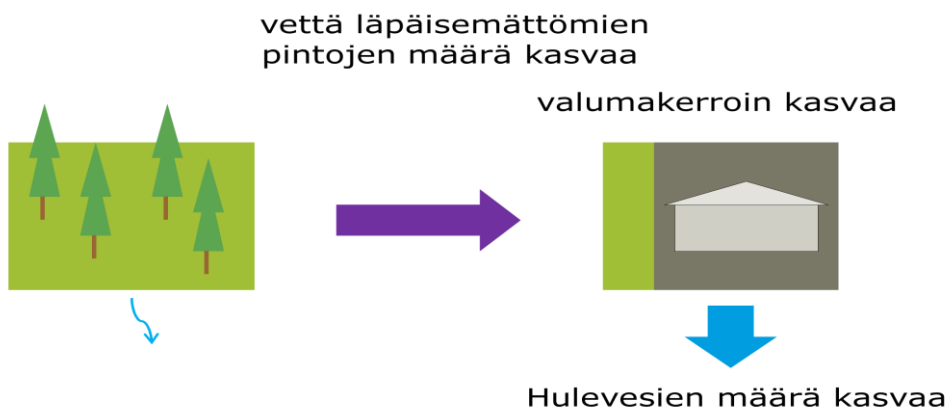 vettä läpäisemättömien
pintojen määrä kasvaa
valumakerroin kasvaa
Hulevesien määrä kasvaa